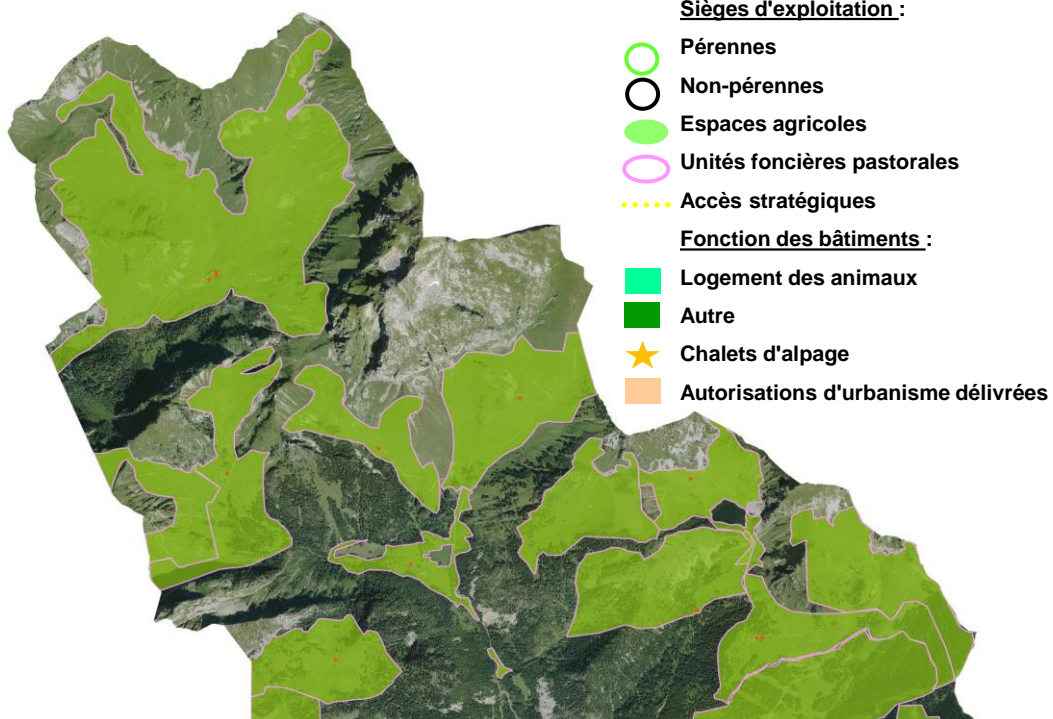 Sièges d'exploitation :
Pérennes
Non-pérennes
Espaces agricoles
Unités foncières pastorales
Accès stratégiques
Fonction des bâtiments :
Logement des animaux
Autre
Chalets d'alpage
Autorisations d'urbanisme délivrées